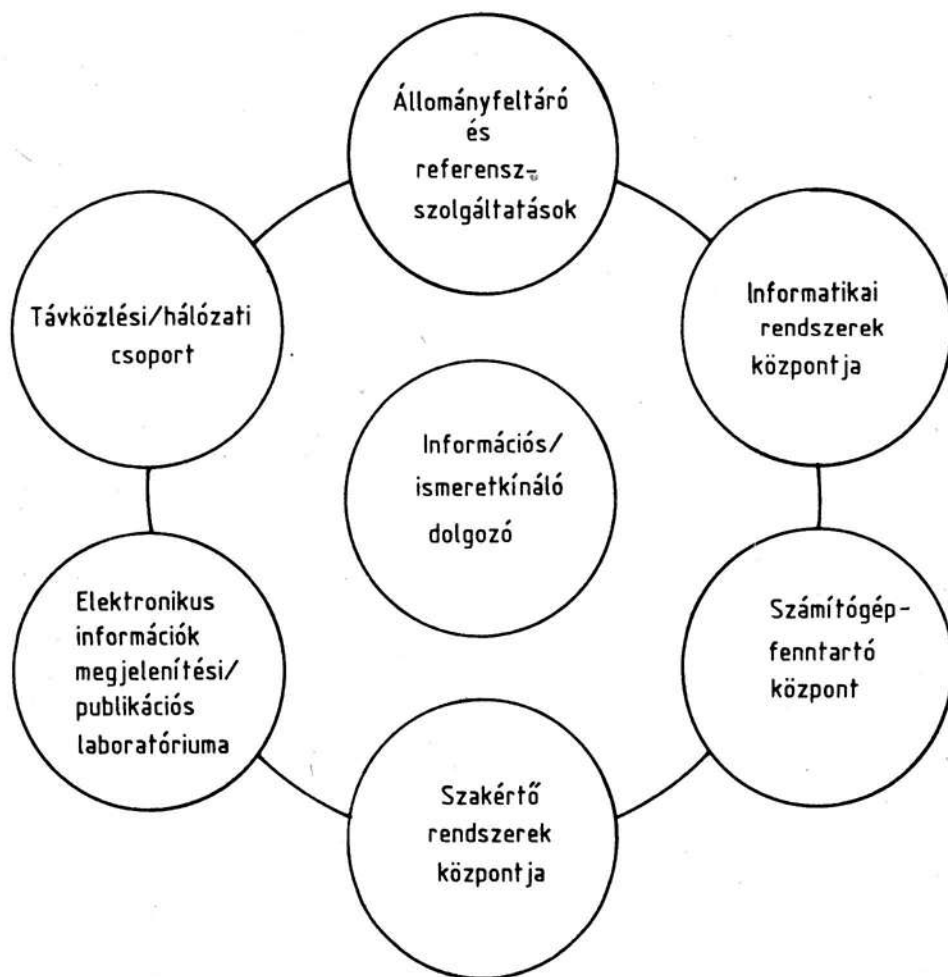 Állományfeltáró
és
referensz-
szolgáltatások
Informatikai
rendszerek
központja
Számítógép-
fenntartó
központ
Szakértő
rendszerek
központja
Elektronikus
információk
megjelenítési/
publikációs
laboratóriuma
Távközlési/hálózati
csoport
Információs/
ismeretkínáló
dolgozó